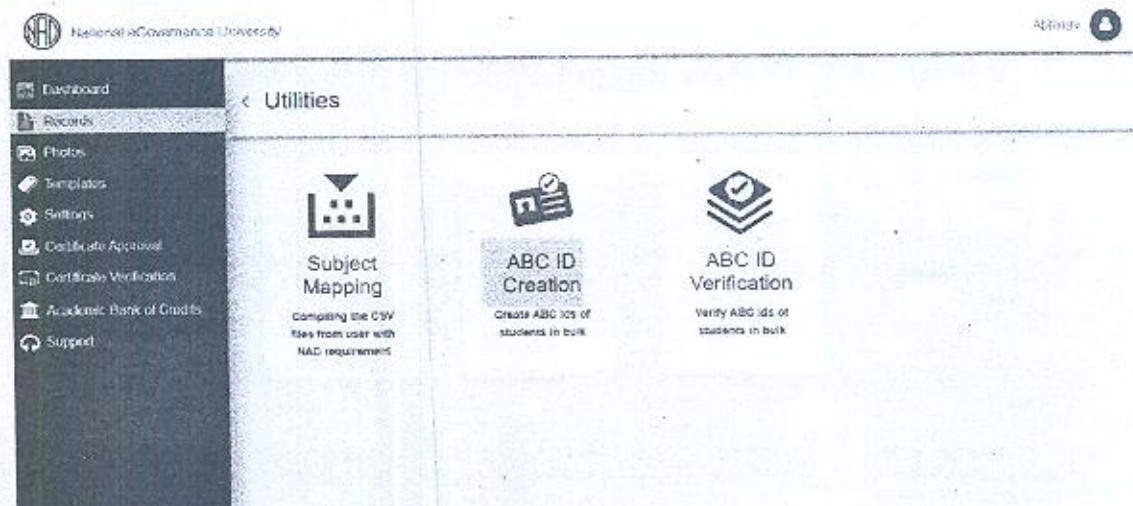 NAD National eGovernance University
Abhinav
Dashboard
Records
Photos
Templates
Settings
Certificate Approval
Certificate Verification
Academic Bank of Credits
Support
< Utilities
Subject
Mapping
Compiling the CSV
files from user with
NAD requirement
ABC ID
Creation
Create ABC Ids of
students in bulk
ABC ID
Verification
Verify ABC Ids of
students in bulk